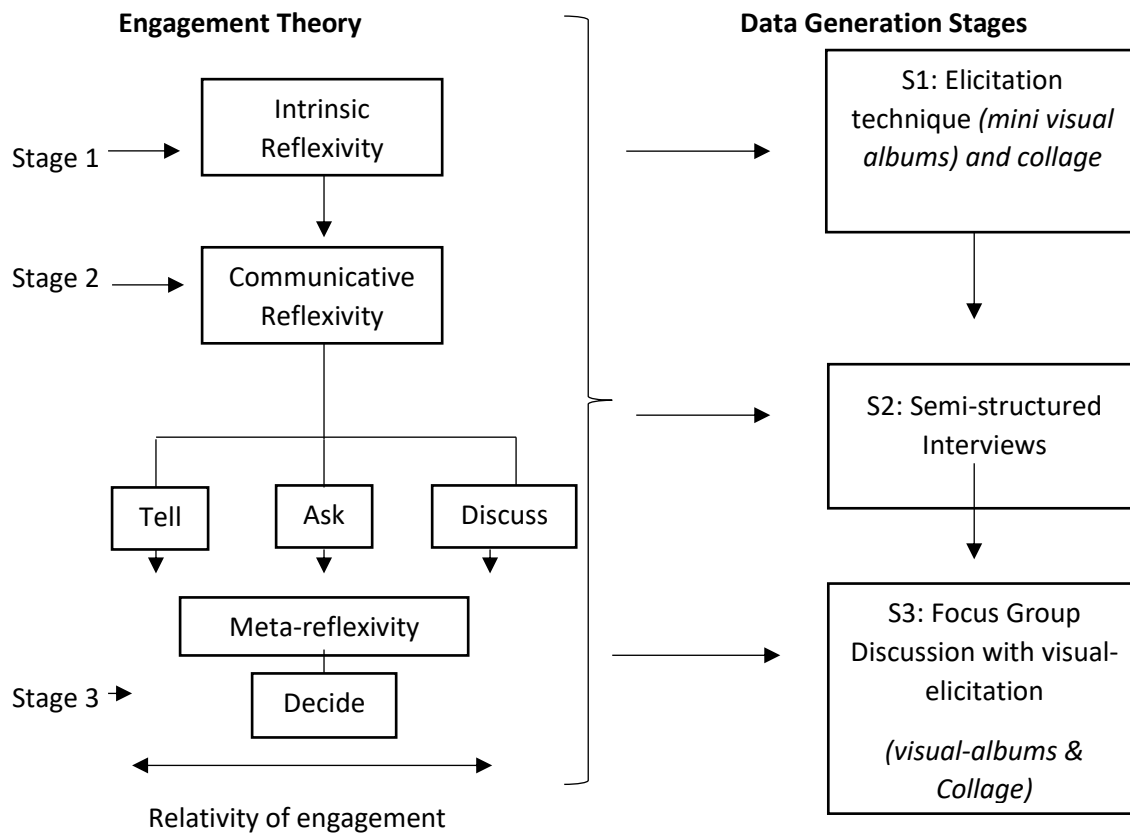 Engagement Theory
Stage 1
Intrinsic
Reflexivity
Stage 2
Communicative
Reflexivity
Tell
Ask
Discuss
Meta-reflexivity
Stage 3
Decide
Relativity of engagement
Data Generation Stages
S1: Elicitation
technique (mini visual
albums) and collage
S2: Semi-structured
Interviews
S3: Focus Group
Discussion with visual-
elicitation
(visual-albums &
Collage)